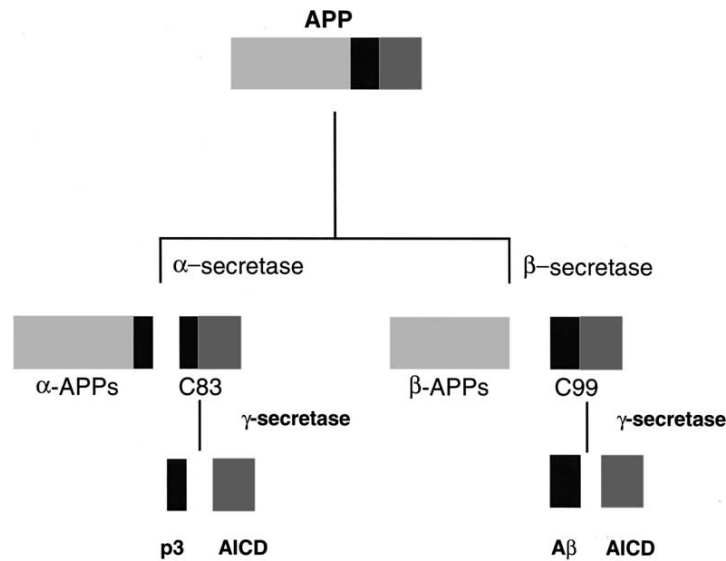 APP
α–secretase
β–secretase
α-APPs
C83
β-APPs
C99
γ-secretase
γ-secretase
p3
AICD
Aβ
AICD